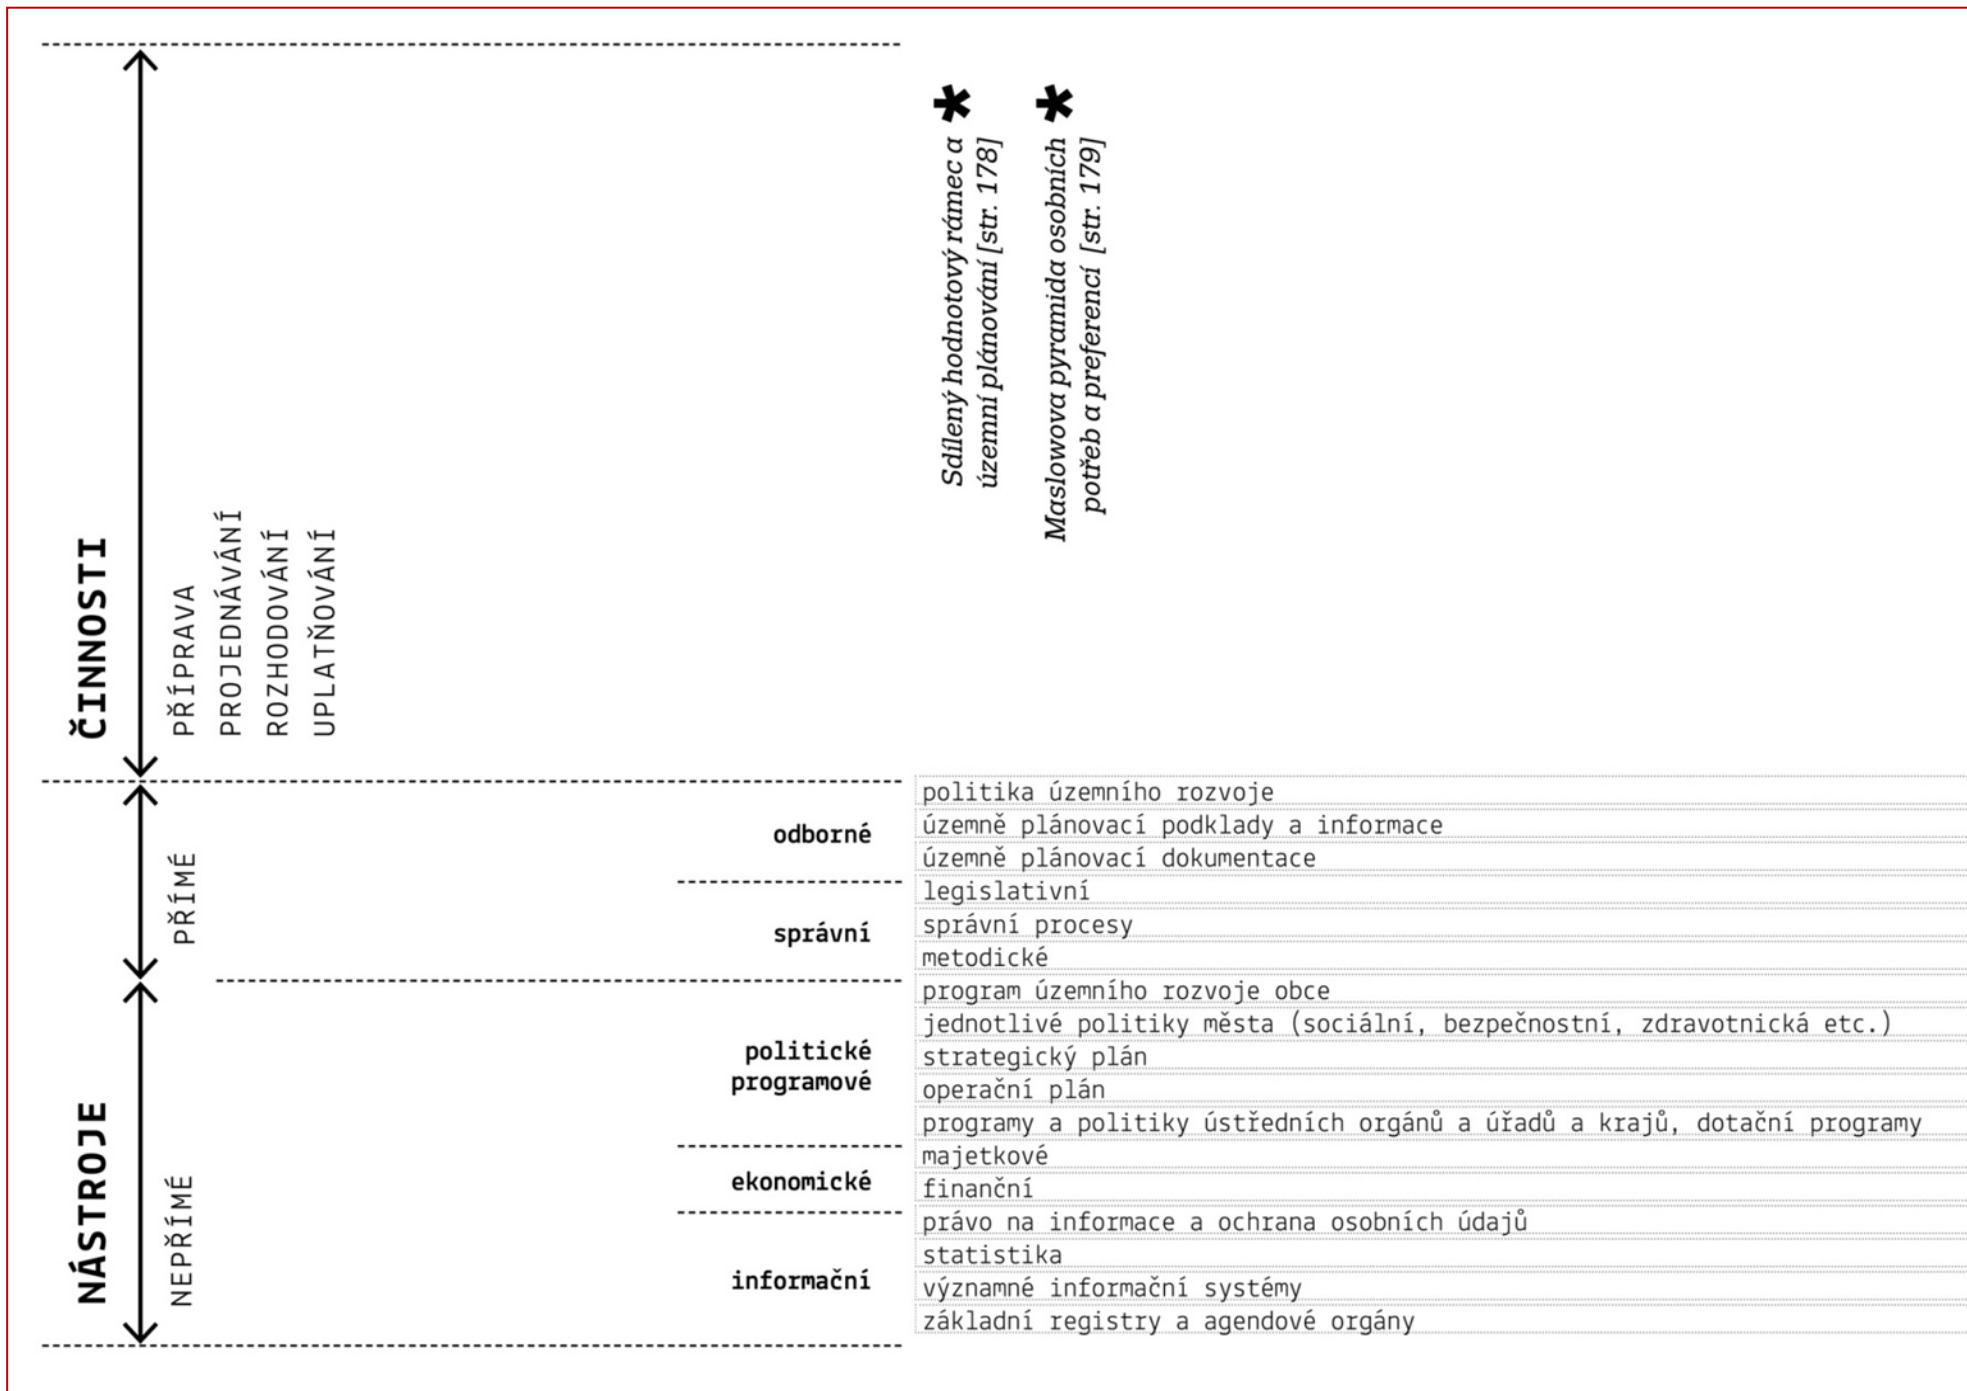 ČINNOSTI
PŘÍPRAVA
PROJEDNÁVÁNÍ
ROZHODOVÁNÍ
UPLATŇOVÁNÍ
* Sdílený hodnotový rámec a
územní plánování [str. 178]
* Maslowova pyramida osobních
potřeb a preferencí [str. 179]
NÁSTROJE
PŘÍMÉ
odborné
politika územního rozvoje
územně plánovací podklady a informace
územně plánovací dokumentace
správní
legislativní
správní procesy
metodické
NEPŘÍMÉ
politické
programové
program územního rozvoje obce
jednotlivé politiky města (sociální, bezpečnostní, zdravotnická etc.)
strategický plán
operační plán
programy a politiky ústředních orgánů a úřadů a krajů, dotační programy
ekonomické
majetkové
finanční
informační
právo na informace a ochrana osobních údajů
statistika
významné informační systémy
základní registry a agendové orgány